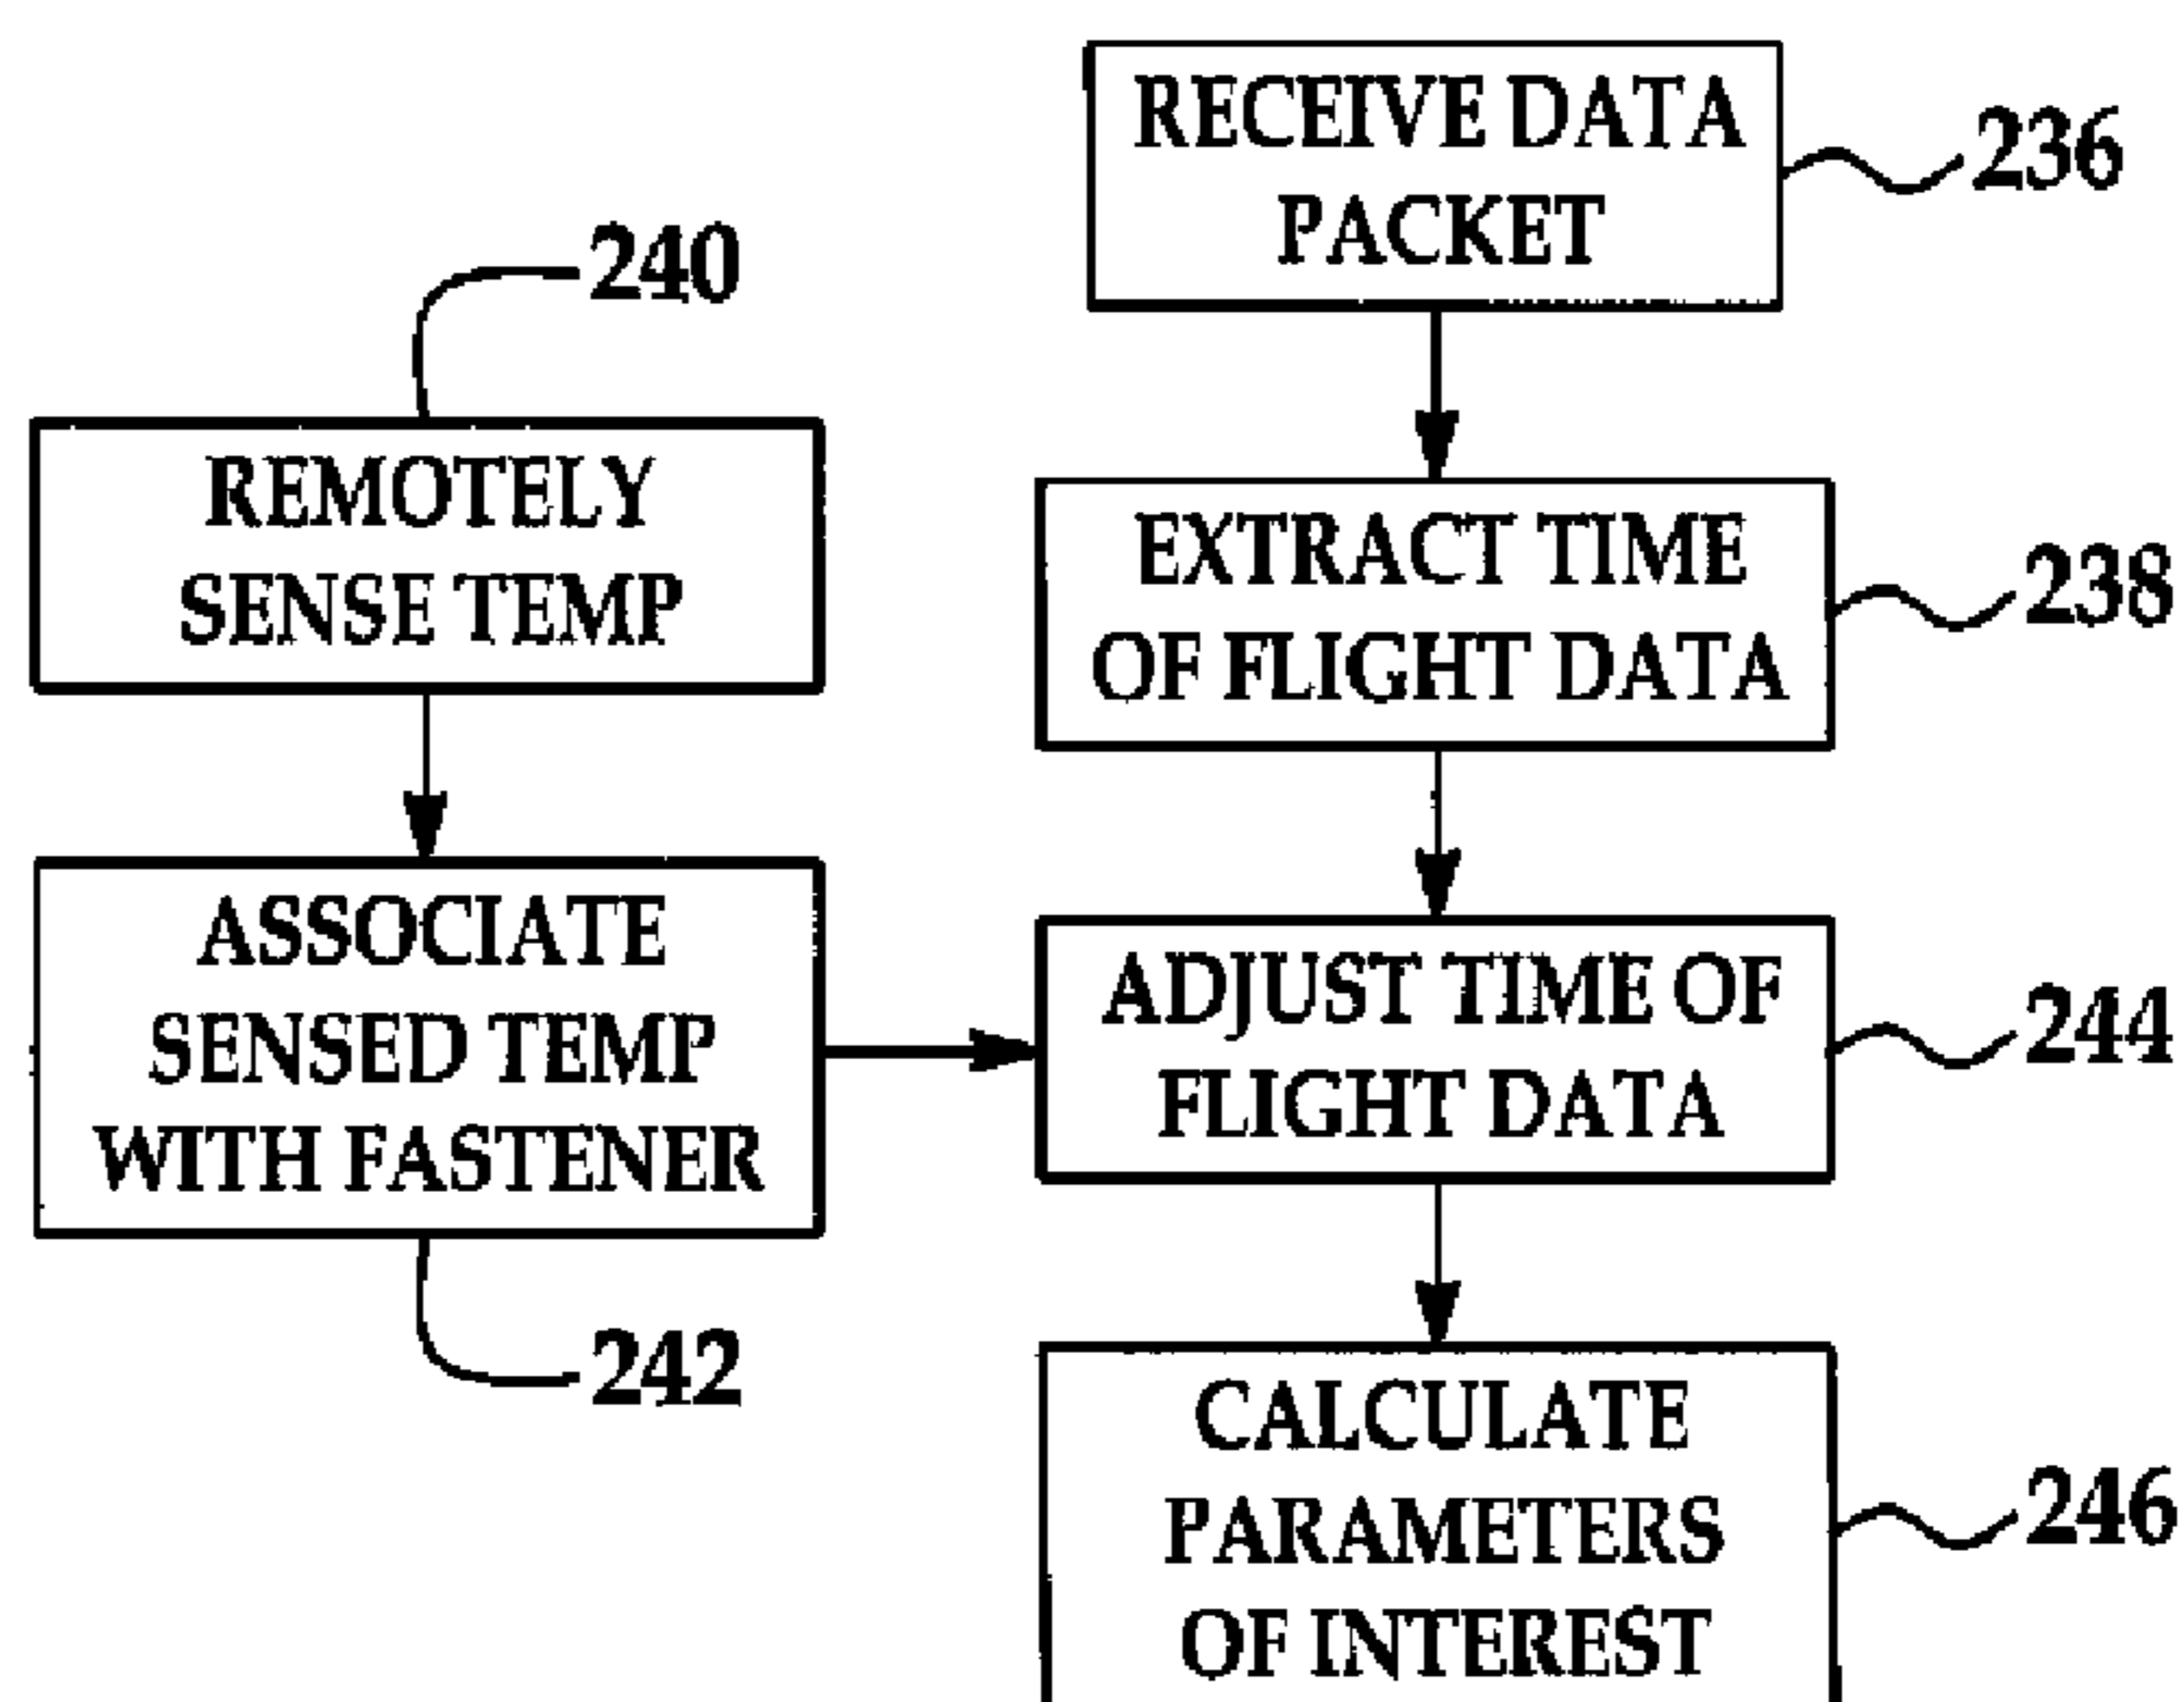 RECEIVE DATA
PACKET
236
240
REMOTELY
SENSE TEMP
EXTRACT TIME
OF FLIGHT DATA
238
ASSOCIATE
SENSED TEMP
WITH FASTENER
ADJUST TIME OF
FLIGHT DATA
244
242
CALCULATE
PARAMETERS
OF INTEREST
246